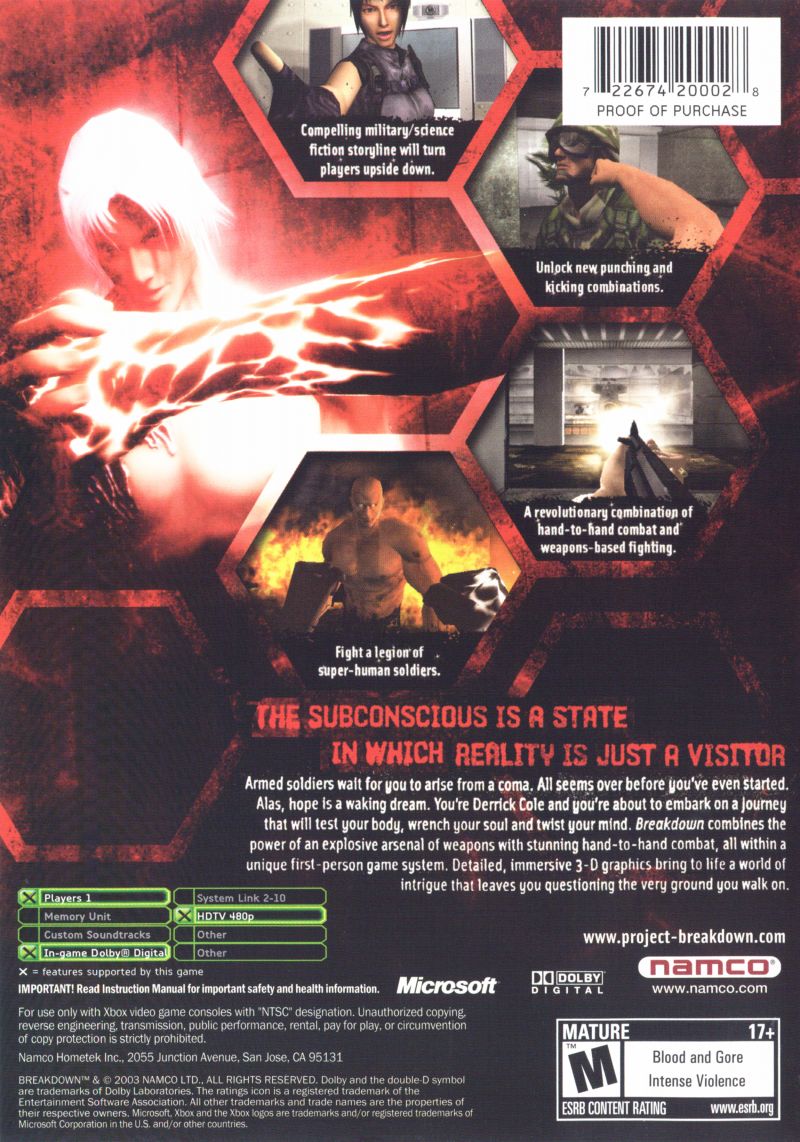 7 22674 20002 8
PROOF OF PURCHASE
Compelling military/science
fiction storyline will turn
players upside down.
Unlock new punching and
kicking combinations.
A revolutionary combination of
hand-to-hand combat and
weapons-based fighting.
Fight a legion of
super-human soldiers.
THE SUBCONSCIOUS IS A STATE
IN WHICH REALITY IS JUST A VISITOR
Armed soldiers wait for you to arise from a coma. All seems over before you've even started.
Alas, hope is a waking dream. You're Derrick Cole and you're about to embark on a journey
that will test your body, wrench your soul and twist your mind. Breakdown combines the
power of an explosive arsenal of weapons with stunning hand-to-hand combat, all within a
unique first-person game system. Detailed, immersive 3-D graphics bring to life a world of
intrigue that leaves you questioning the very ground you walk on.
X Players 1
System Link 2-10
Memory Unit
X HDTV 480p
Custom Soundtracks
Other
X In-game Dolby® Digital
Other
X = features supported by this game
www.project-breakdown.com
IMPORTANT! Read Instruction Manual for important safety and health information.
Microsoft®
DOLBY
DIGITAL
namco®
www.namco.com
For use only with Xbox video game consoles with "NTSC" designation. Unauthorized copying,
reverse engineering, transmission, public performance, rental, pay for play, or circumvention
of copy protection is strictly prohibited.
Namco Hometek Inc., 2055 Junction Avenue, San Jose, CA 95131
BREAKDOWN™ & © 2003 NAMCO LTD., ALL RIGHTS RESERVED. Dolby and the double-D symbol
are trademarks of Dolby Laboratories. The ratings icon is a registered trademark of the
Entertainment Software Association. All other trademarks and trade names are the properties of
their respective owners. Microsoft, Xbox and the Xbox logos are trademarks and/or registered trademarks of
Microsoft Corporation in the U.S. and/or other countries.
MATURE 17+
™
M
Blood and Gore
Intense Violence
ESRB CONTENT RATING www.esrb.org